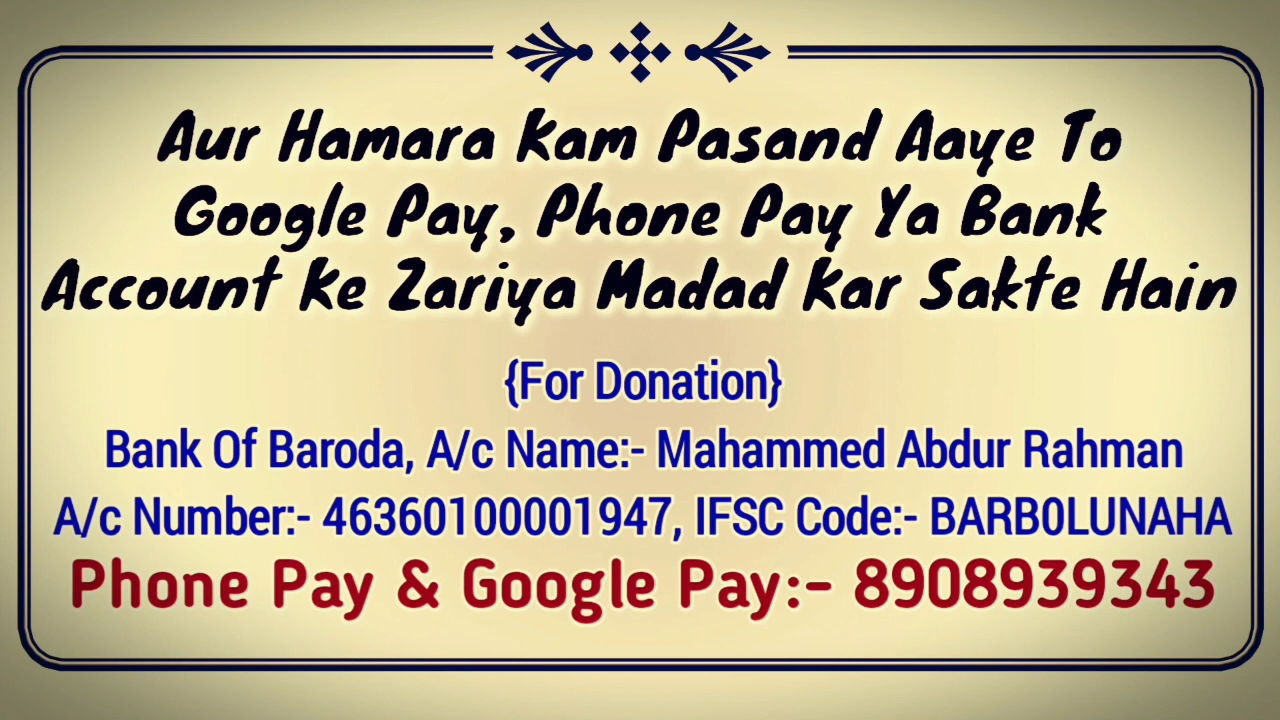 Aur Hamara Kam Pasand Aaye To
Google Pay, Phone Pay Ya Bank
Account Ke Zariya Madad Kar Sakte Hain
{For Donation}
Bank Of Baroda, A/c Name:- Mahammed Abdur Rahman
A/c Number:- 46360100001947, IFSC Code:- BARB0LUNAHA
Phone Pay & Google Pay:- 8908939343